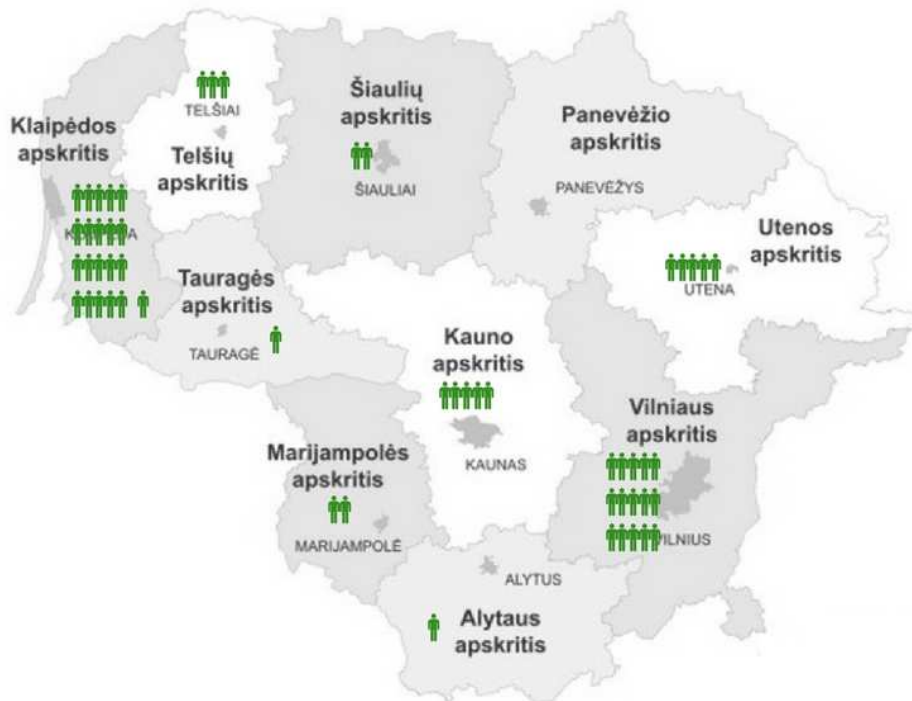 TELŠIAI
Šiaulių
apskritis
Panevėžio
apskritis
Klaipėdos
apskritis
Telšių
apskritis
ŠIAULIAI
PANEVĖŽYS
Utenos
apskritis
Tauragės
apskritis
UTENA
TAURAGĖ
Kauno
apskritis
KAUNAS
Vilniaus
apskritis
VILNIUS
Marijampolės
apskritis
MARIJAMPOLĖ
ALYTUS
Alytaus
apskritis